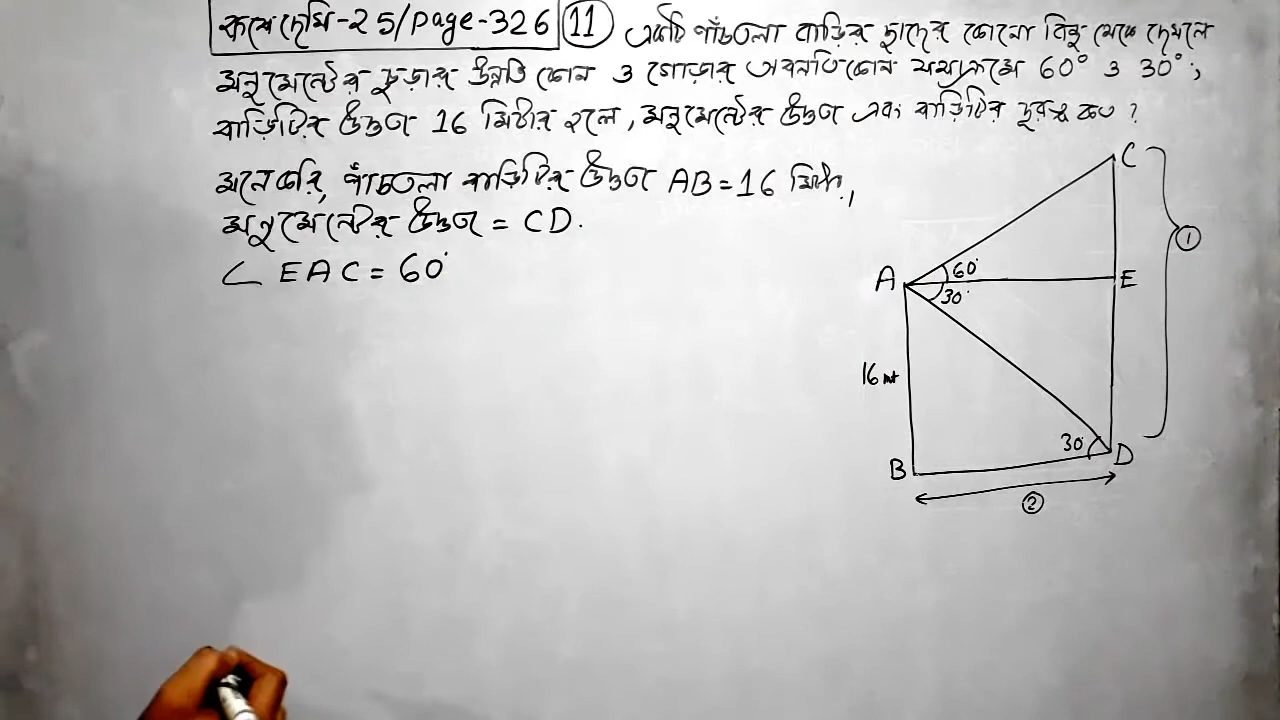 কষে দেখি-25/Page-326 (11) একটি পাঁচতলা বাড়ির ছাদের কোনো বিন্দু থেকে দেখলে
মনুমেন্টের চূড়ার উন্নতি কোন ও গোড়ার অবনতি কোন যথাক্রমে 60° ও 30°;
বাড়িটির উচ্চতা 16 মিটার হলে, মনুমেন্টের উচ্চতা এবং বাড়িটির দূরত্ব কত?
মনেকরি, পাঁচতলা বাড়িটির উচ্চতা AB = 16 মিঃ,
মনুমেন্টের উচ্চতা = CD.
∠ EAC = 60°
C
①
A
60°
E
30°
16 mt
30°
B
D
②